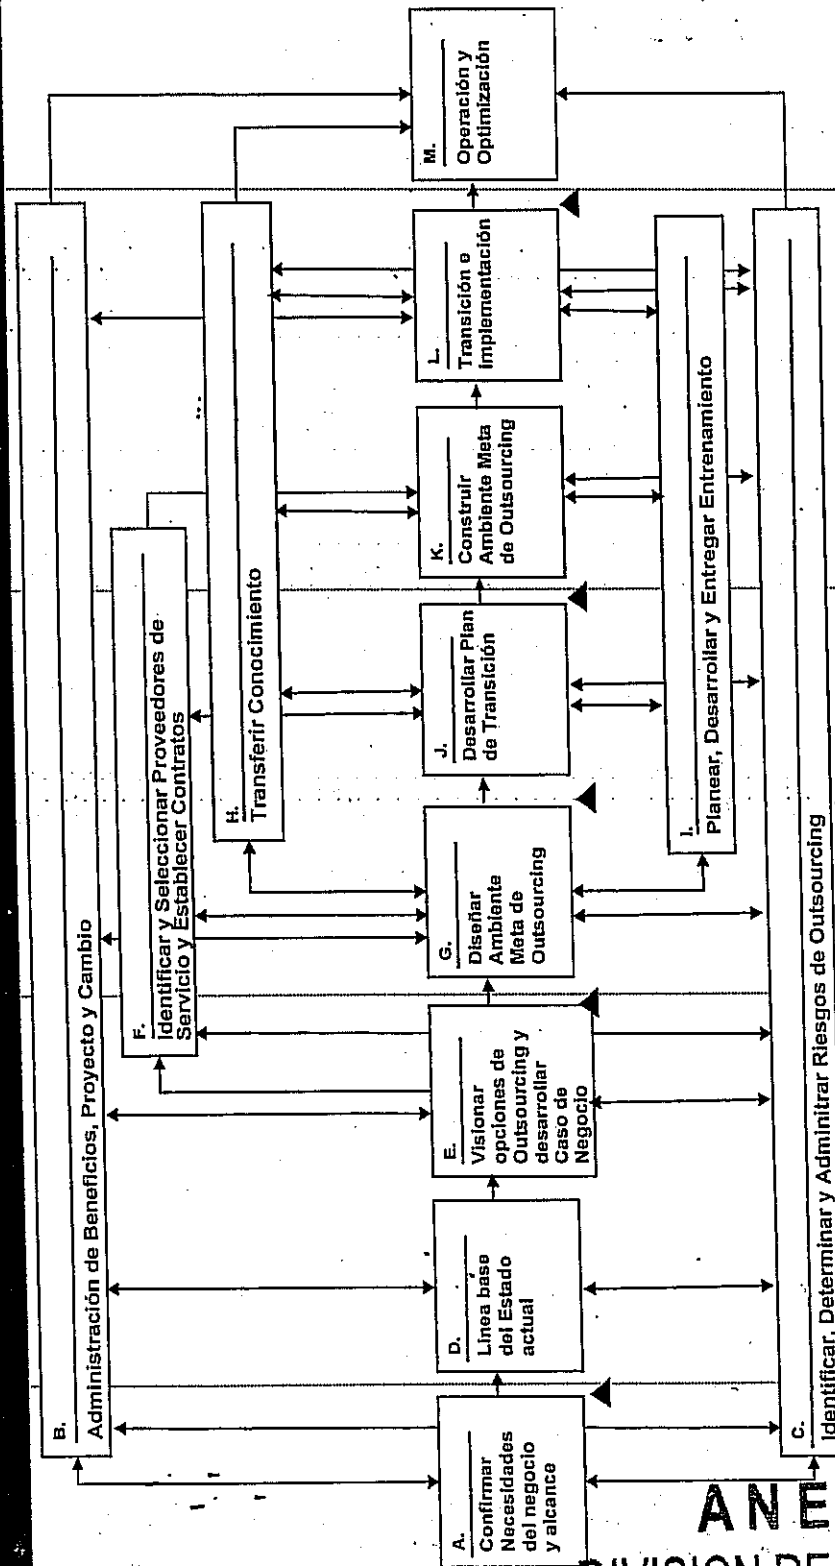 B.
Administración de Beneficios, Proyecto y Cambio
F.
Identificar y Seleccionar Proveedores de
Servicio y Establecer Contratos
H.
Transferir Conocimiento
A.
Confirmar
Necesidades
del negocio
y alcance
D.
Línea base
del Estado
actual
E.
Visionar
opciones de
Outsourcing y
desarrollar
Caso de
Negocio
G.
Diseñar
Ambiente
Meta de
Outsourcing
J.
Desarrollar Plan
de Transición
K.
Construir
Ambiente Meta
de Outsourcing
L.
Transición e
Implementación
M.
Operación y
Optimización
I.
Planear, Desarrollar y Entregar Entrenamiento
C.
Identificar, Determinar y Adminitrar Riesgos de Outsourcing